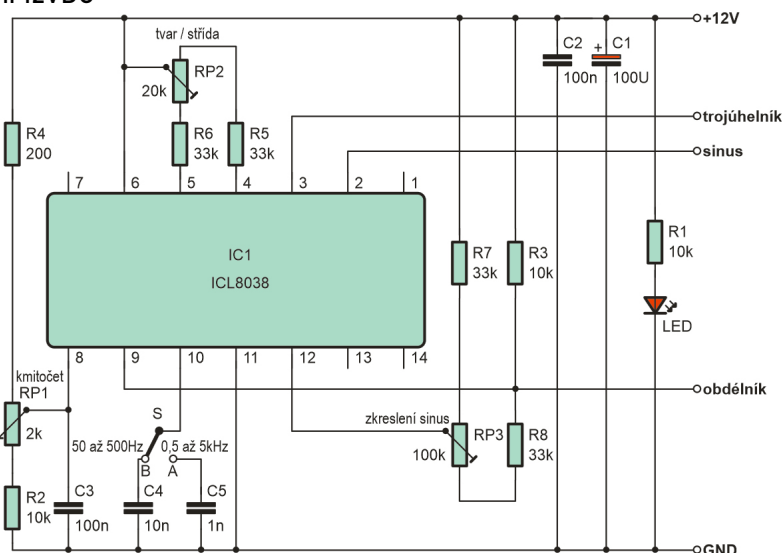 +12V
tvar / střída
RP2
20k
C2
100n
+
C1
100U
R4
200
R6
33k
R5
33k
trojúhelník
sinus
7
6
5
4
3
2
1
IC1
ICL8038
R7
33k
R3
10k
R1
10k
LED
8
9
10
11
12
13
14
kmitočet
RP1
2k
obdélník
S
zkreslení sinus
50 až 500Hz
0,5 až 5kHz
B
A
RP3
100k
R8
33k
R2
10k
C3
100n
C4
10n
C5
1n
GND